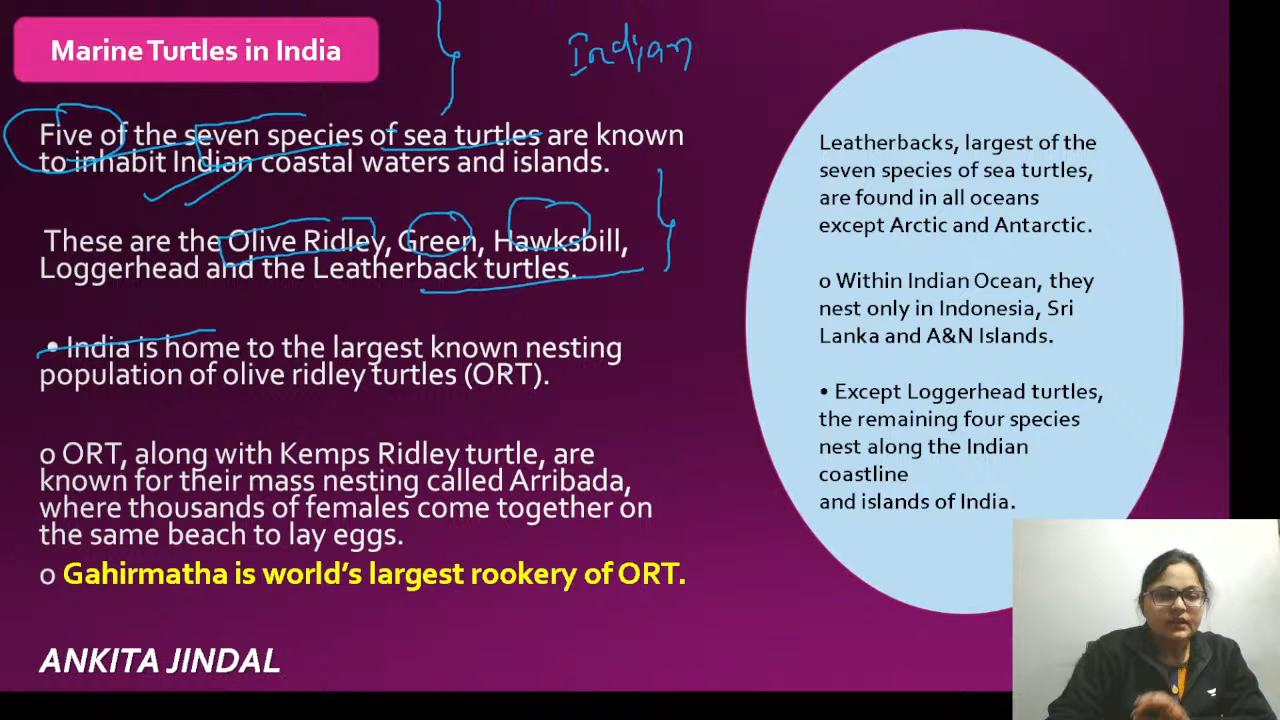 Marine Turtles in India
Indian
Five of the seven species of sea turtles are known
to inhabit Indian coastal waters and islands.
These are the Olive Ridley, Green, Hawksbill,
Loggerhead and the Leatherback turtles.
• India is home to the largest known nesting
population of olive ridley turtles (ORT).
o ORT, along with Kemps Ridley turtle, are
known for their mass nesting called Arribada,
where thousands of females come together on
the same beach to lay eggs.
o Gahirmatha is world's largest rookery of ORT.
ANKITA JINDAL
Leatherbacks, largest of the
seven species of sea turtles,
are found in all oceans
except Arctic and Antarctic.
o Within Indian Ocean, they
nest only in Indonesia, Sri
Lanka and A&N Islands.
• Except Loggerhead turtles,
the remaining four species
nest along the Indian
coastline
and islands of India.